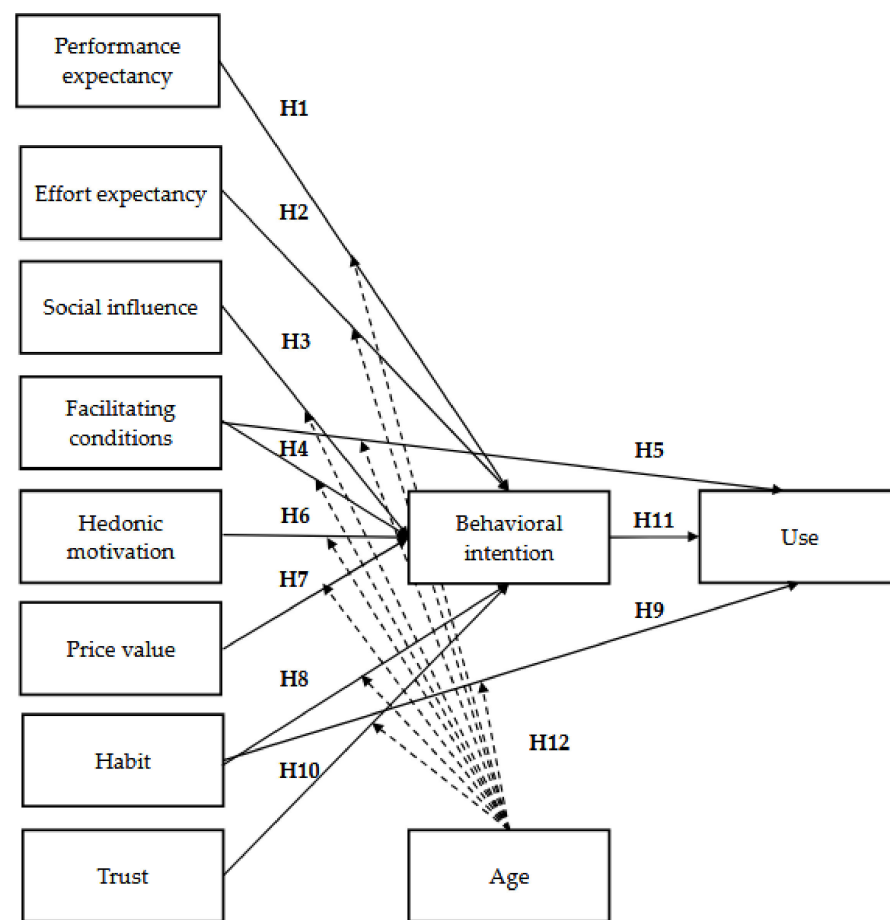 Performance
expectancy
H1
Effort expectancy
H2
Social influence
H3
Facilitating
conditions
H4
H5
Hedonic
motivation
H6
Behavioral
intention
H11
Use
H7
Price value
H9
H8
Habit
H12
H10
Trust
Age